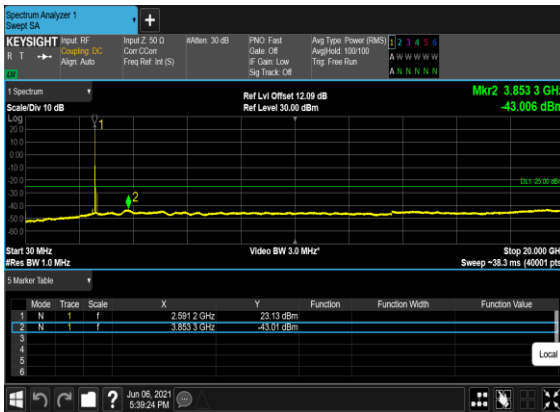 Spectrum Analyzer 1
Swept SA
+
KEYSIGHT Input: RF Input Z: 50 Ω #Atten: 30 dB PNO: Fast Avg Type: Power (RMS) 1 2 3 4 5 6
R T Coupling: DC Corr CCorr Gate: Off Avg|Hold: 100/100 A W W W W W
Align: Auto Freq Ref: Int (S) IF Gain: Low Trig: Free Run
Sig Track: Off A N N N N N
1 Spectrum Ref Lvl Offset 12.09 dB Mkr2 3.853 3 GHz
Scale/Div 10 dB Ref Level 30.00 dBm -43.006 dBm
Log
20.0
10.0
0.00
-10.0
-20.0
-30.0
-40.0
-50.0
-60.0
1
2
DL1 -25.00 dBm
Start 30 MHz Video BW 3.0 MHz* Stop 20.000 GHz
#Res BW 1.0 MHz Sweep ~38.3 ms (40001 pts)
5 Marker Table
Mode Trace Scale X Y Function Function Width Function Value
1 N 1 f 2.591 2 GHz 23.13 dBm
2 N 1 f 3.853 3 GHz -43.01 dBm
3
4
5
6
Local
?
Jun 06, 2021
5:39:24 PM